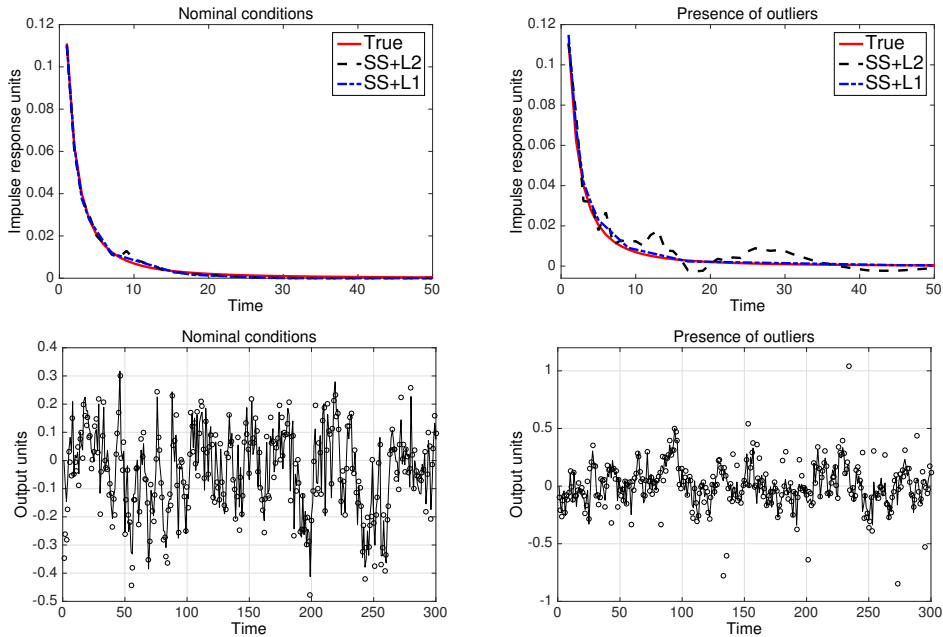 Nominal conditions
0.12
0.1
0.08
0.06
0.04
0.02
0
Impulse response units
0 10 20 30 40 50
Time
True
SS+L2
SS+L1
Presence of outliers
0.12
0.1
0.08
0.06
0.04
0.02
0
Impulse response units
0 10 20 30 40 50
Time
True
SS+L2
SS+L1
Nominal conditions
0.4
0.3
0.2
0.1
0
-0.1
-0.2
-0.3
-0.4
-0.5
Output units
0 50 100 150 200 250 300
Time
Presence of outliers
1
0.5
0
-0.5
-1
Output units
0 50 100 150 200 250 300
Time